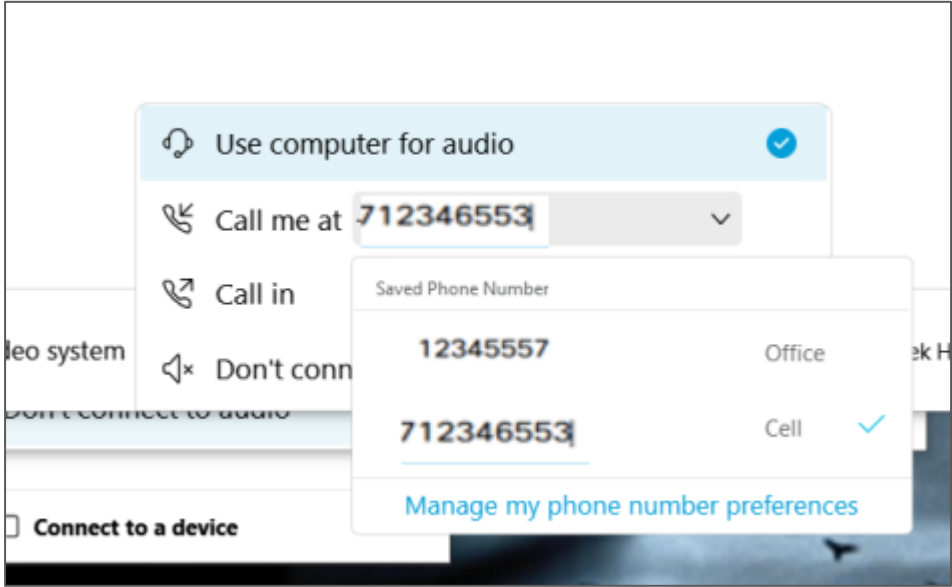 Use computer for audio
Call me at 712346553
Call in
Saved Phone Number
deo system
Don't conn
12345557 Office
ek H
Don't connect to audio
712346553 Cell
Manage my phone number preferences
Connect to a device